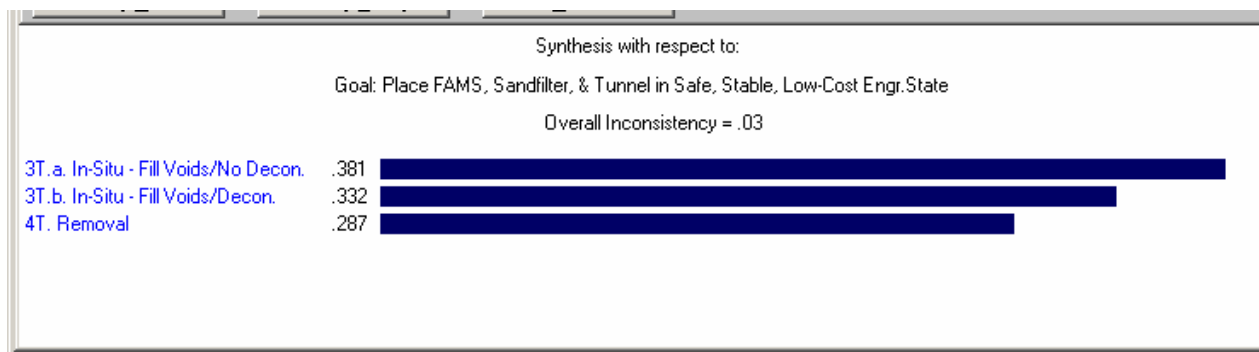 Synthesis with respect to:
Goal: Place FAMS, Sandfilter, & Tunnel in Safe, Stable, Low-Cost Engr.State
Overall Inconsistency = .03
3T.a. In-Situ - Fill Voids/No Decon. .381
3T.b. In-Situ - Fill Voids/Decon. .332
4T. Removal .287